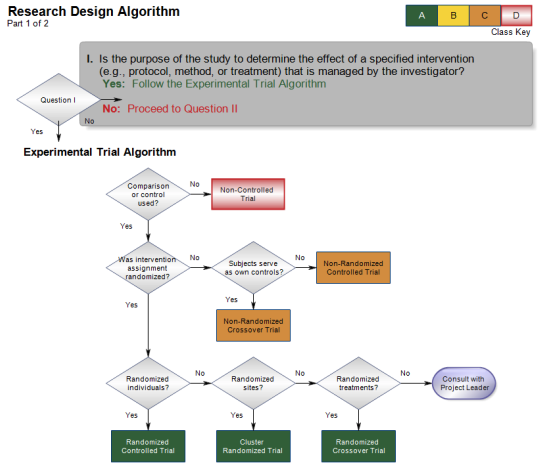 Research Design Algorithm
Part 1 of 2
A B C D
Class Key
I. Is the purpose of the study to determine the effect of a specified intervention
(e.g., protocol, method, or treatment) that is managed by the investigator?
Yes: Follow the Experimental Trial Algorithm
No: Proceed to Question II
Question I
No
Yes
Experimental Trial Algorithm
Comparison
or control
used?
No
Non-Controlled
Trial
Yes
Was intervention
assignment
randomized?
No
Subjects serve
as own controls?
No
Non-Randomized
Controlled Trial
Yes
Yes
Non-Randomized
Crossover Trial
Randomized
individuals?
No
Randomized
sites?
No
Randomized
treatments?
No
Consult with
Project Leader
Yes
Yes
Yes
Randomized
Controlled Trial
Cluster
Randomized Trial
Randomized
Crossover Trial